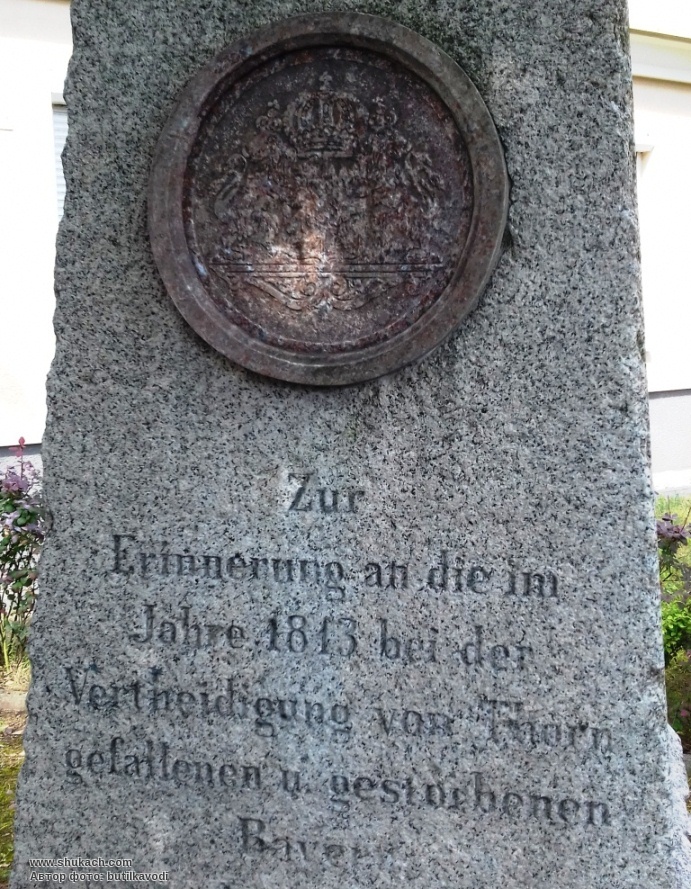 Zur
Erinnerung an die im
Jahre 1813 bei der
Vertheidigung von Thorn
gefallenen u. gestorbenen
Bayern
www.shukach.com
Автор фото: butilkavodi